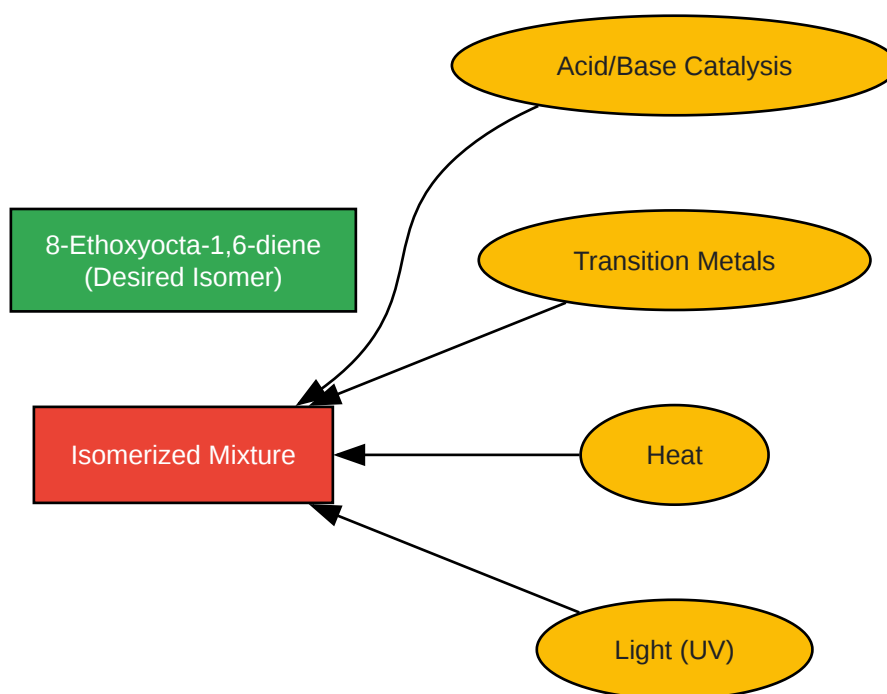 Acid/Base Catalysis
8-Ethoxyocta-1,6-diene
(Desired Isomer)
Transition Metals
Isomerized Mixture
Heat
Light (UV)